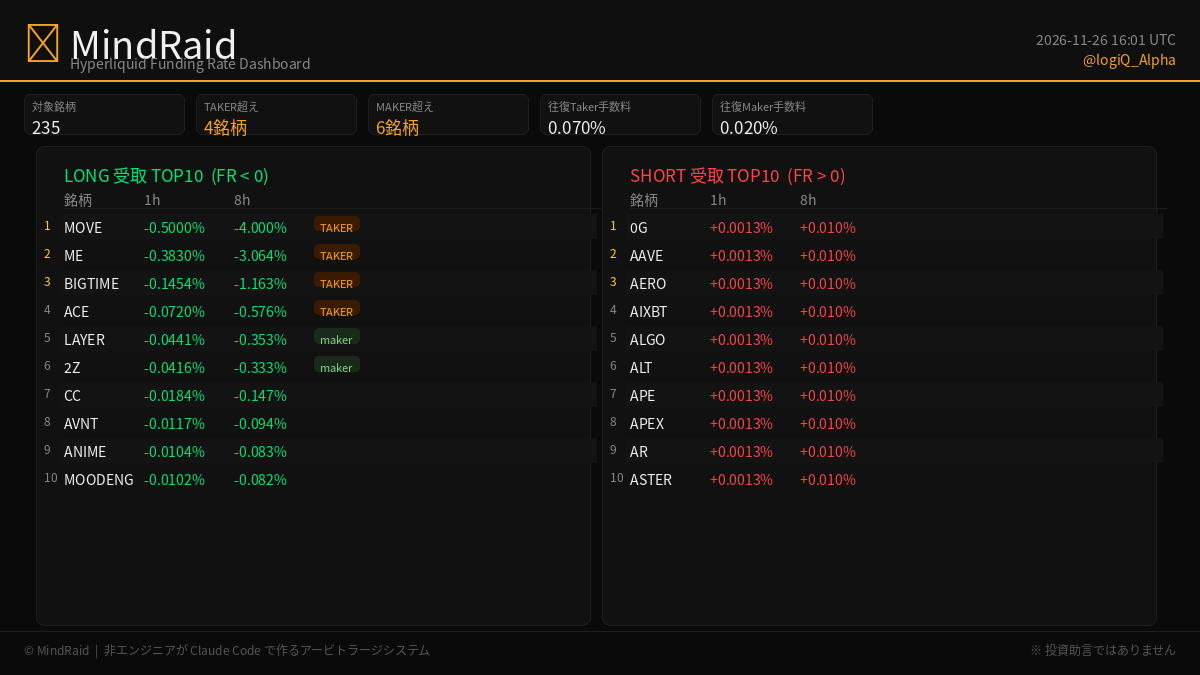 MindRaid
Hyperliquid Funding Rate Dashboard
2026-11-26 16:01 UTC
@logiQ_Alpha
対象銘柄
235
TAKER超え
4銘柄
MAKER超え
6銘柄
往復Taker手数料
0.070%
往復Maker手数料
0.020%
LONG 受取 TOP10 (FR < 0)
銘柄 1h 8h
1 MOVE -0.5000% -4.000% TAKER
2 ME -0.3830% -3.064% TAKER
3 BIGTIME -0.1454% -1.163% TAKER
4 ACE -0.0720% -0.576% TAKER
5 LAYER -0.0441% -0.353% maker
6 2Z -0.0416% -0.333% maker
7 CC -0.0184% -0.147%
8 AVNT -0.0117% -0.094%
9 ANIME -0.0104% -0.083%
10 MOODENG -0.0102% -0.082%
SHORT 受取 TOP10 (FR > 0)
銘柄 1h 8h
1 0G +0.0013% +0.010%
2 AAVE +0.0013% +0.010%
3 AERO +0.0013% +0.010%
4 AIXBT +0.0013% +0.010%
5 ALGO +0.0013% +0.010%
6 ALT +0.0013% +0.010%
7 APE +0.0013% +0.010%
8 APEX +0.0013% +0.010%
9 AR +0.0013% +0.010%
10 ASTER +0.0013% +0.010%
© MindRaid | 非エンジニアが Claude Code で作るアービトラージシステム
※ 投資助言ではありません